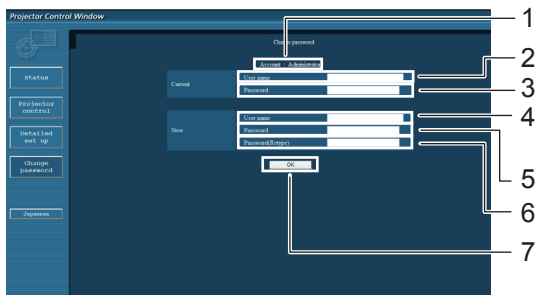 Projector Control Window
Change password
Account : Administrator
Current
User name
Password
New
User name
Password
Password(Retype)
OK
Status
Projector
control
Detailed
set up
Change
password
Japanese
1
2
3
4
5
6
7